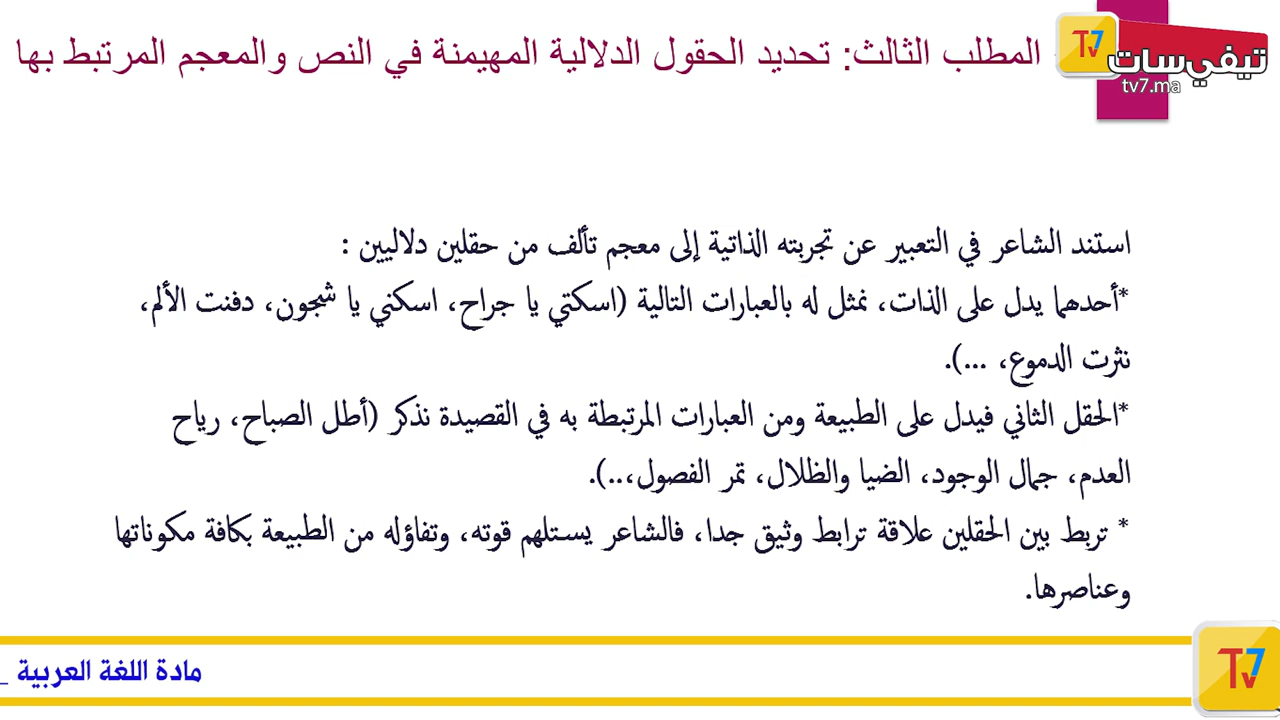 المطلب الثالث: تحديد الحقول الدلالية المهيمنة في النص والمعجم المرتبط بها
TV7
تيفي سات
tv7.ma
استند الشاعر في التعبير عن تجربته الذاتية إلى معجم تألف من حقلين دلاليين :
*أحدهما يدل على الذات، نمثل له بالعبارات التالية (اسكتي يا جراح، اسكني يا شجون، دفنت الألم،
نثرت الدموع، ...).
*الحقل الثاني فيدل على الطبيعة ومن العبارات المرتبطة به في القصيدة نذكر (أطل الصباح، رياح
العدم، جمال الوجود، الضيا والظلال، تمر الفصول،..).
* تربط بين الحقلين علاقة ترابط وثيق جدا، فالشاعر يستلهم قوته، وتفاؤله من الطبيعة بكافة مكوناتها
وعناصرها.
مادة اللغة العربية _
TV7